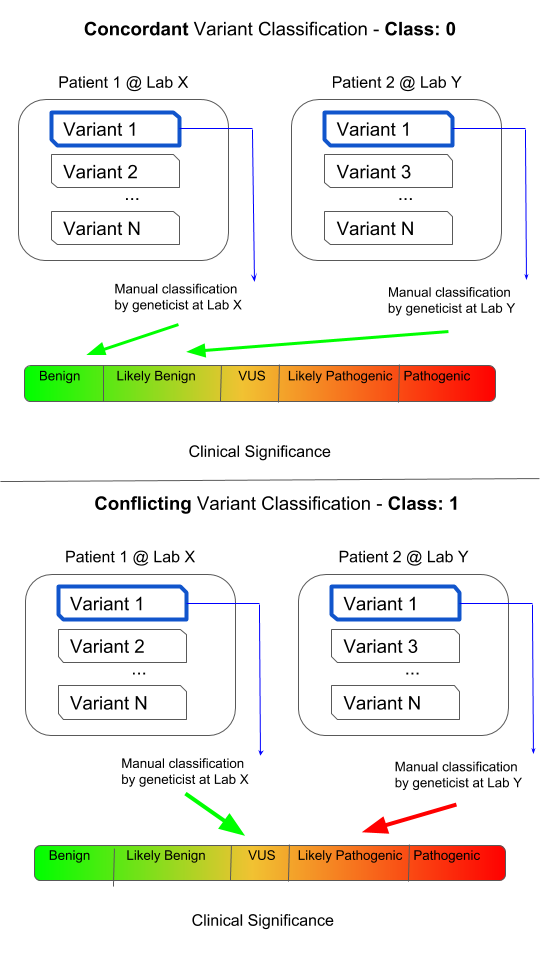 Concordant Variant Classification - Class: 0
Patient 1 @ Lab X
Patient 2 @ Lab Y
Variant 1
Variant 2
...
Variant N
Variant 1
Variant 3
...
Variant N
Manual classification
by geneticist at Lab X
Manual classification
by geneticist at Lab Y
Benign
Likely Benign
VUS
Likely Pathogenic
Pathogenic
Clinical Significance
Conflicting Variant Classification - Class: 1
Patient 1 @ Lab X
Patient 2 @ Lab Y
Variant 1
Variant 2
...
Variant N
Variant 1
Variant 3
...
Variant N
Manual classification
by geneticist at Lab X
Manual classification
by geneticist at Lab Y
Benign
Likely Benign
VUS
Likely Pathogenic
Pathogenic
Clinical Significance